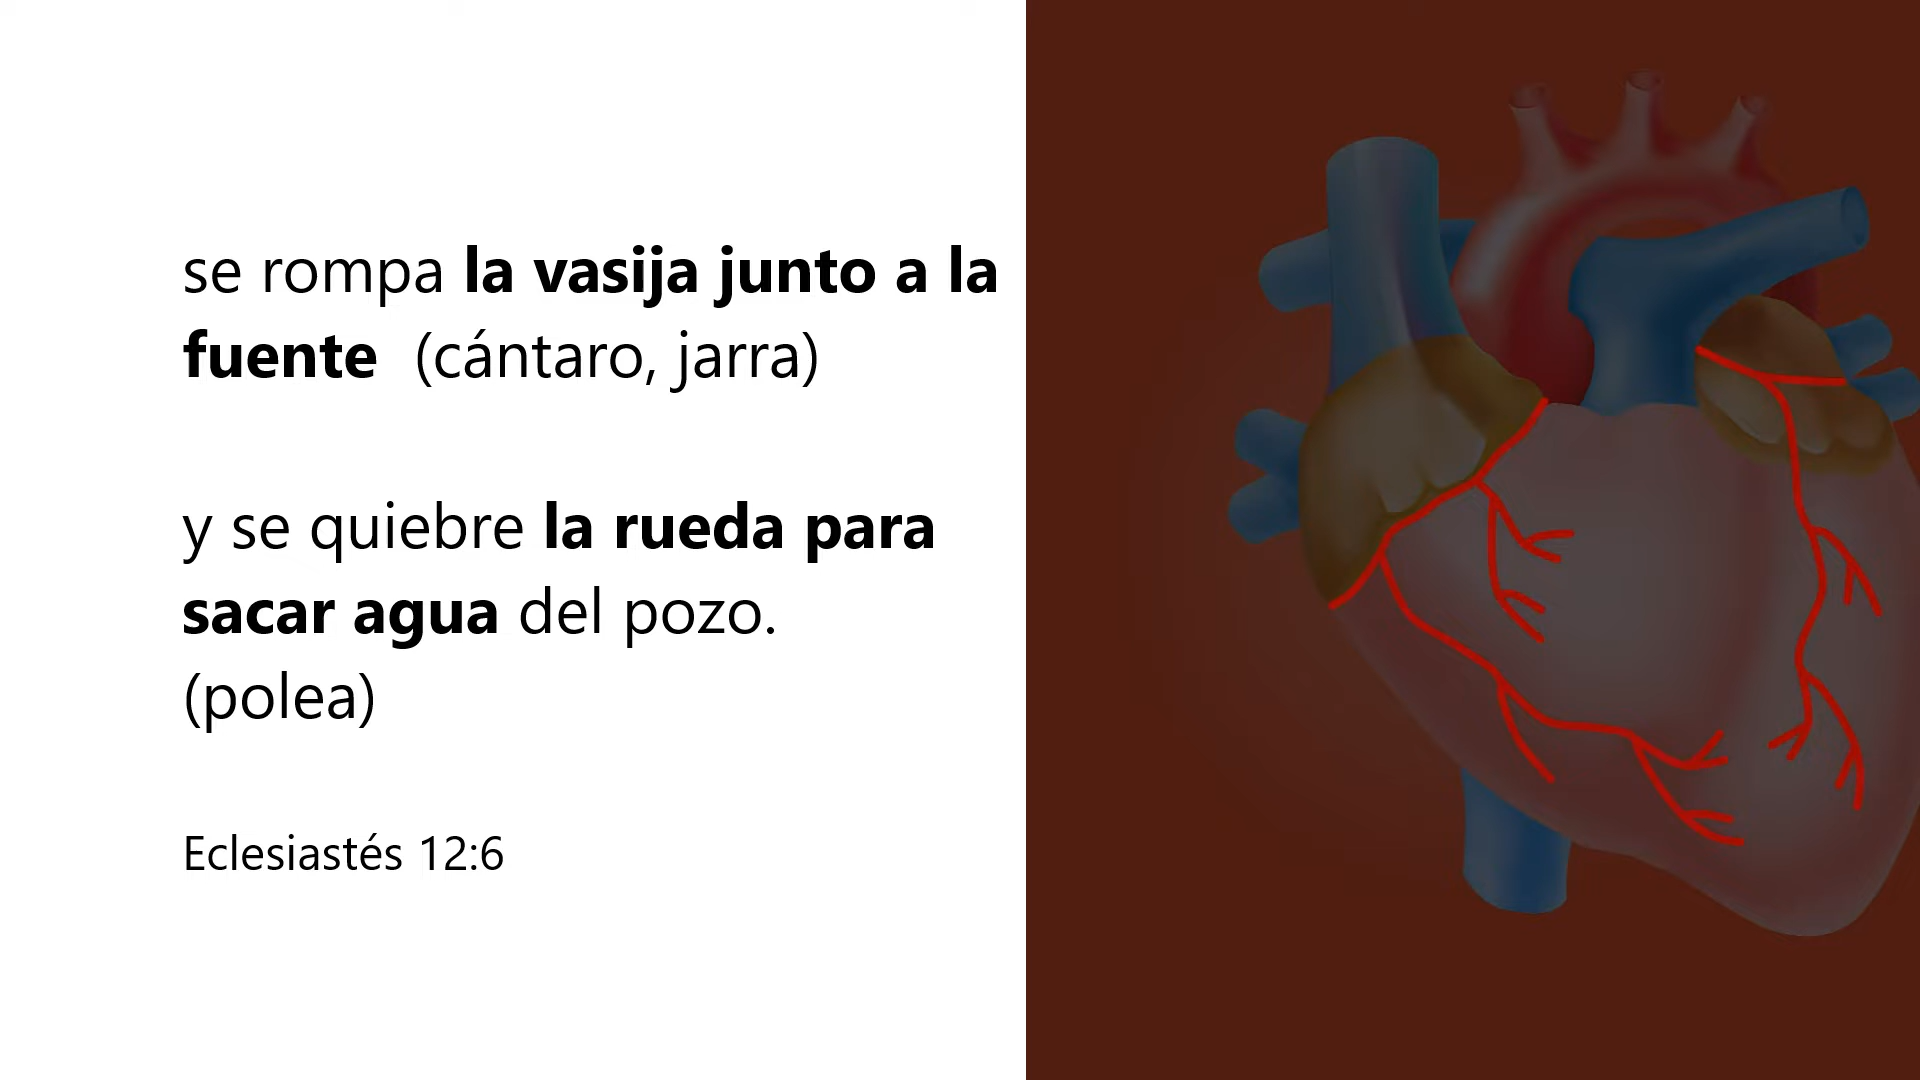 se rompa la vasija junto a la
fuente (cántaro, jarra)
y se quiebre la rueda para
sacar agua del pozo.
(polea)
Eclesiastés 12:6